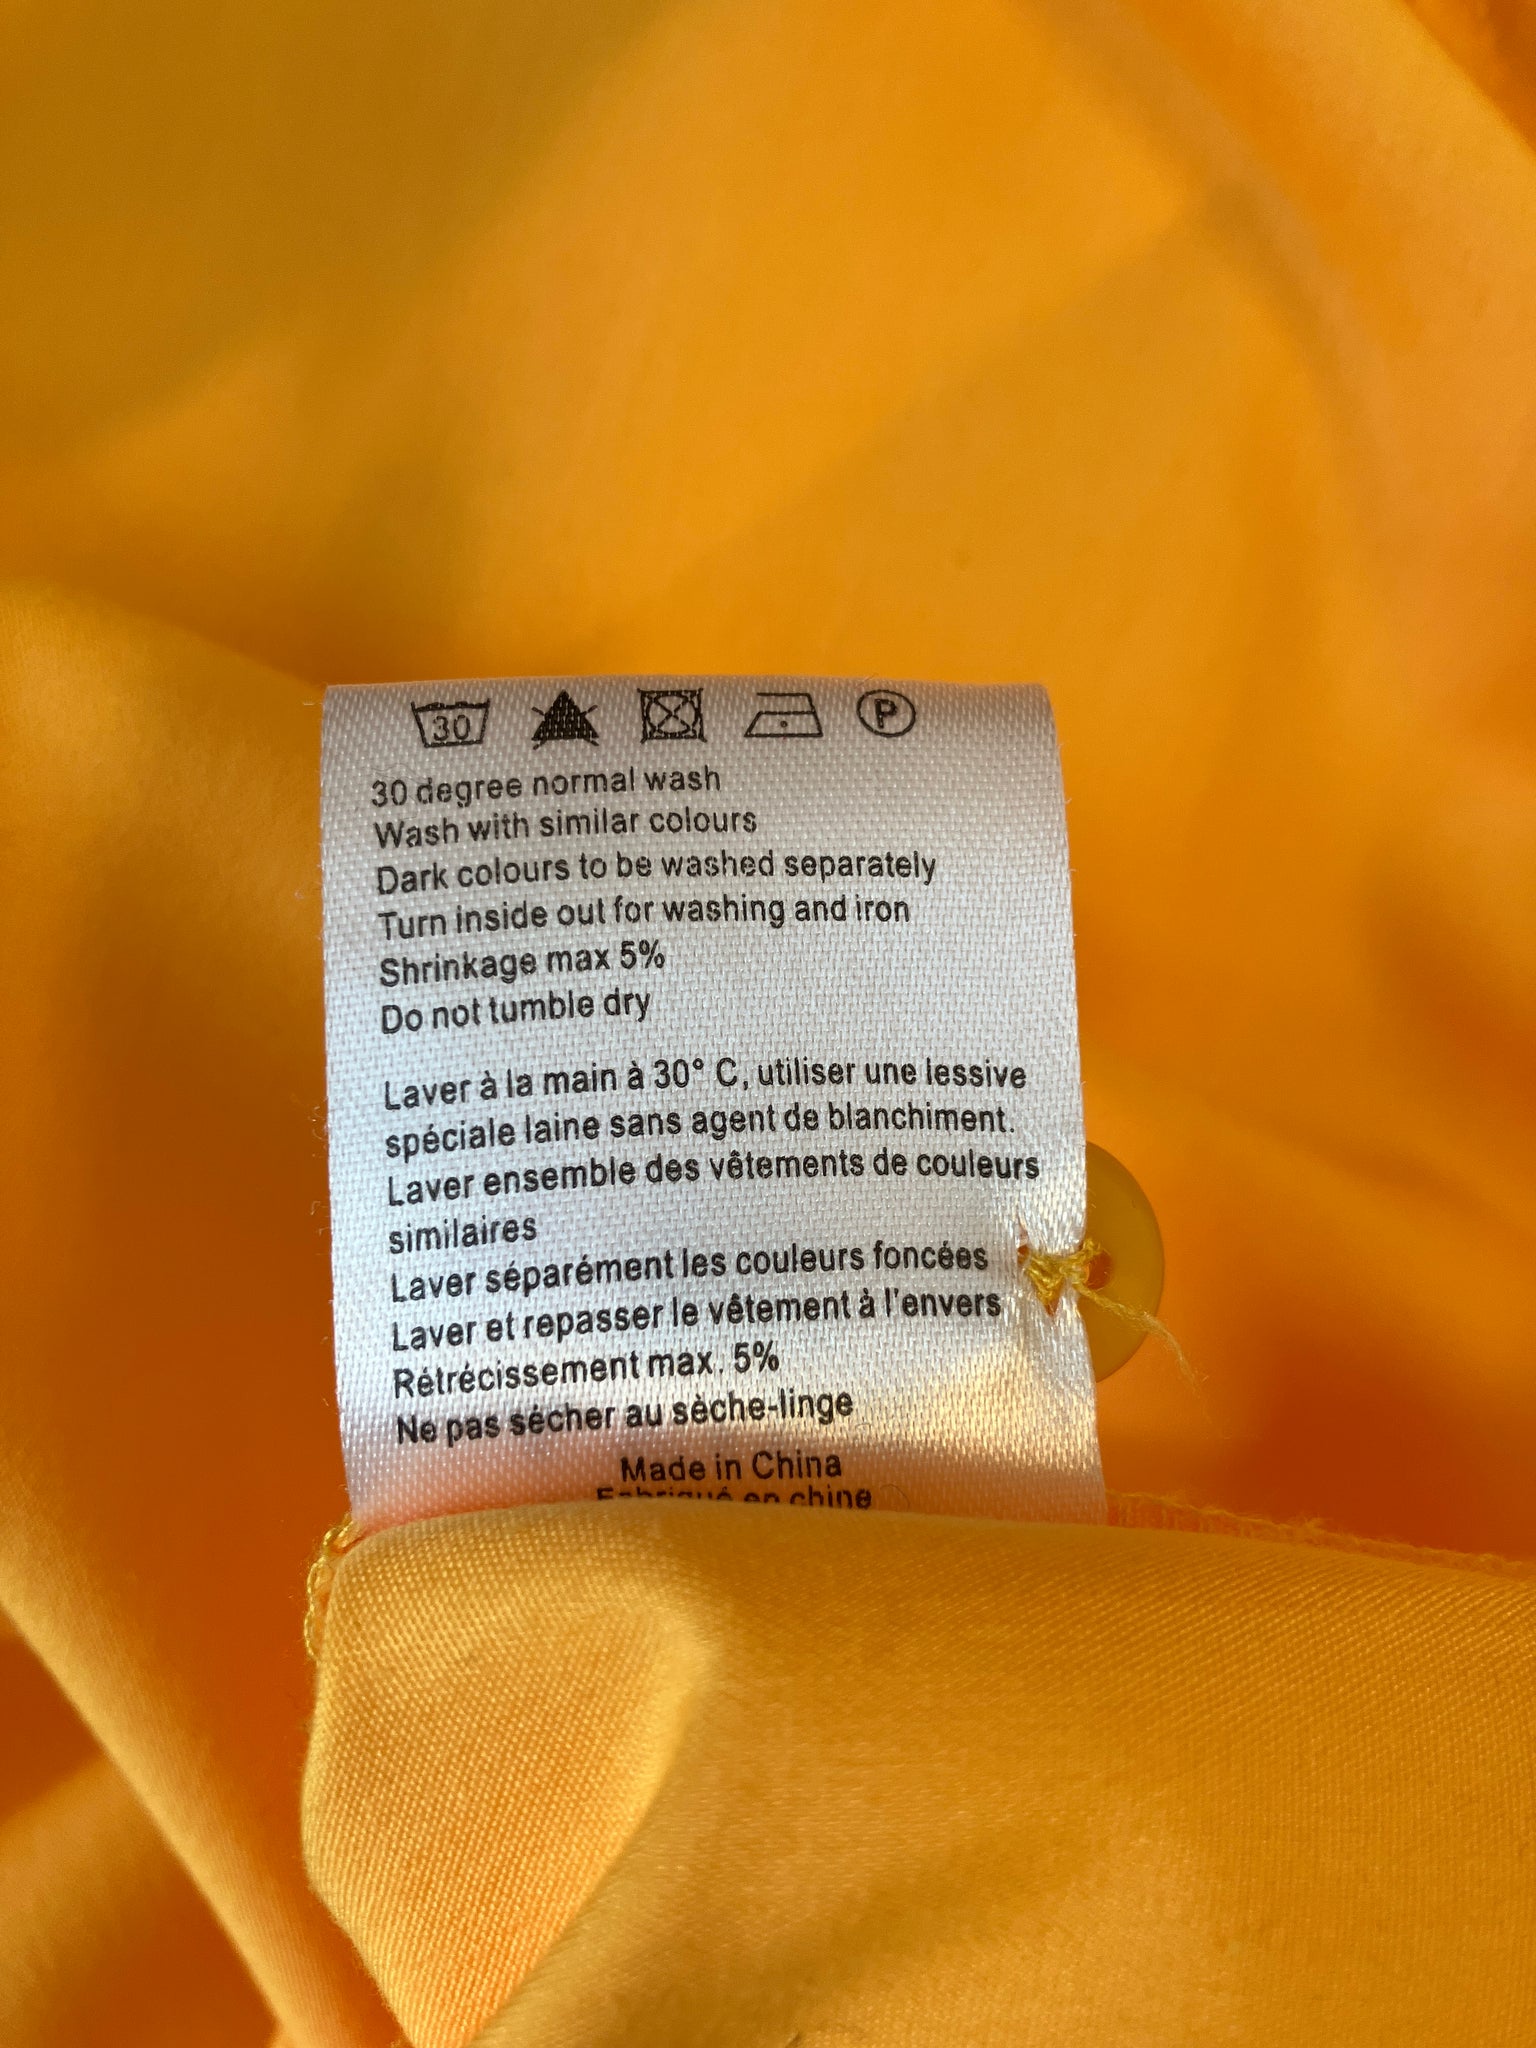 30
P
30 degree normal wash
Wash with similar colours
Dark colours to be washed separately
Turn inside out for washing and iron
Shrinkage max 5%
Do not tumble dry
Laver à la main à 30° C, utiliser une lessive
spéciale laine sans agent de blanchiment.
Laver ensemble des vêtements de couleurs
similaires
Laver séparément les couleurs foncées
Laver et repasser le vêtement à l'envers
Rétrécissement max. 5%
Ne pas sécher au sèche-linge
Made in China
Fabriqué en chine